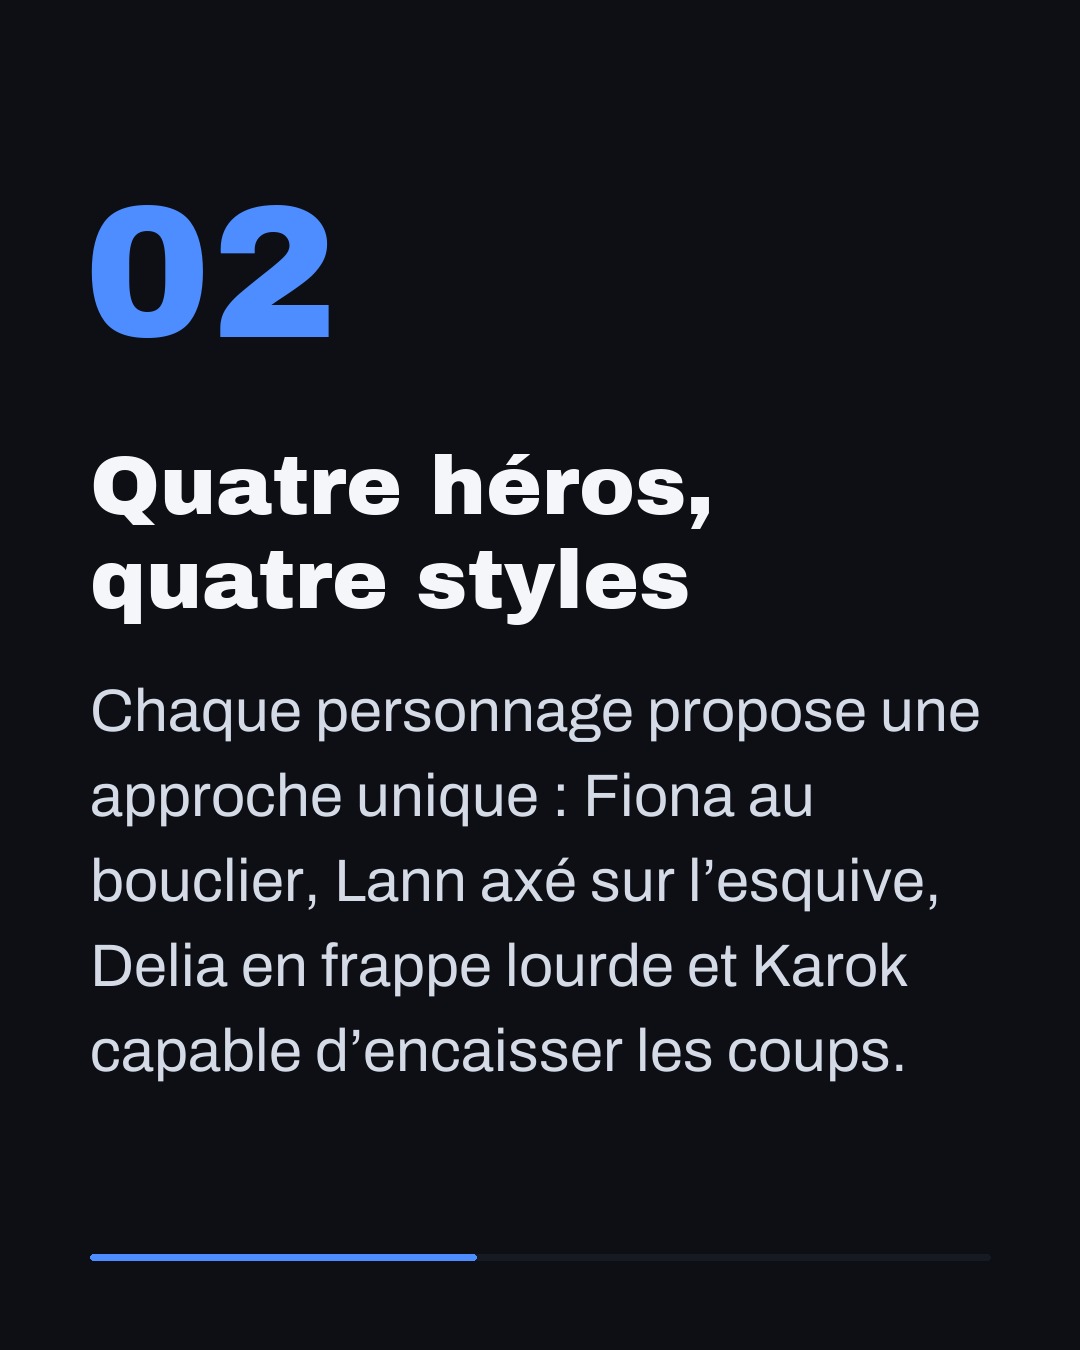 02
Quatre héros,
quatre styles
Chaque personnage propose une
approche unique : Fiona au
bouclier, Lann axé sur l’esquive,
Delia en frappe lourde et Karok
capable d’encaisser les coups.